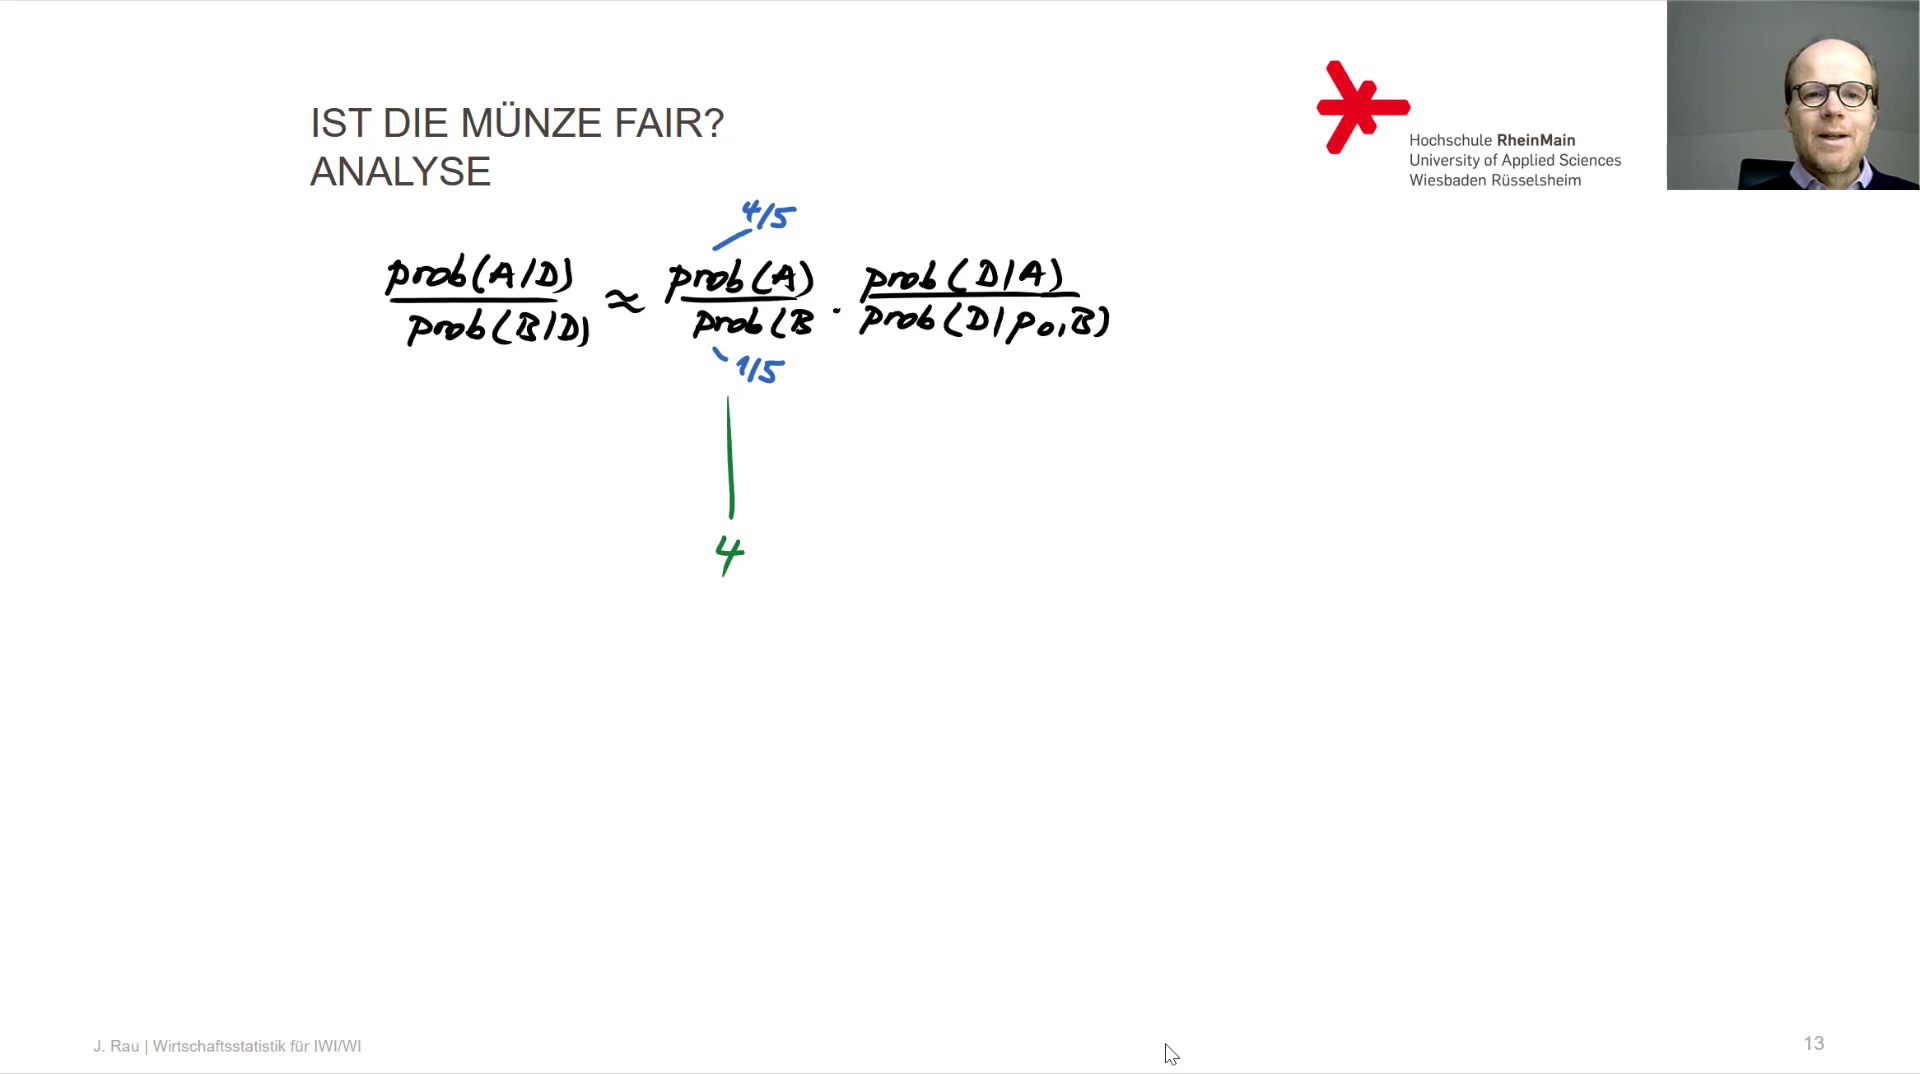 IST DIE MÜNZE FAIR?
ANALYSE
Hochschule RheinMain
University of Applied Sciences
Wiesbaden Rüsselsheim
4/5
prob(A|D) prob(A) prob(D|A)
≈ ·
prob(B|D) prob(B prob(D|p₀,B)
1/5
4
J. Rau | Wirtschaftsstatistik für IWI/WI
13